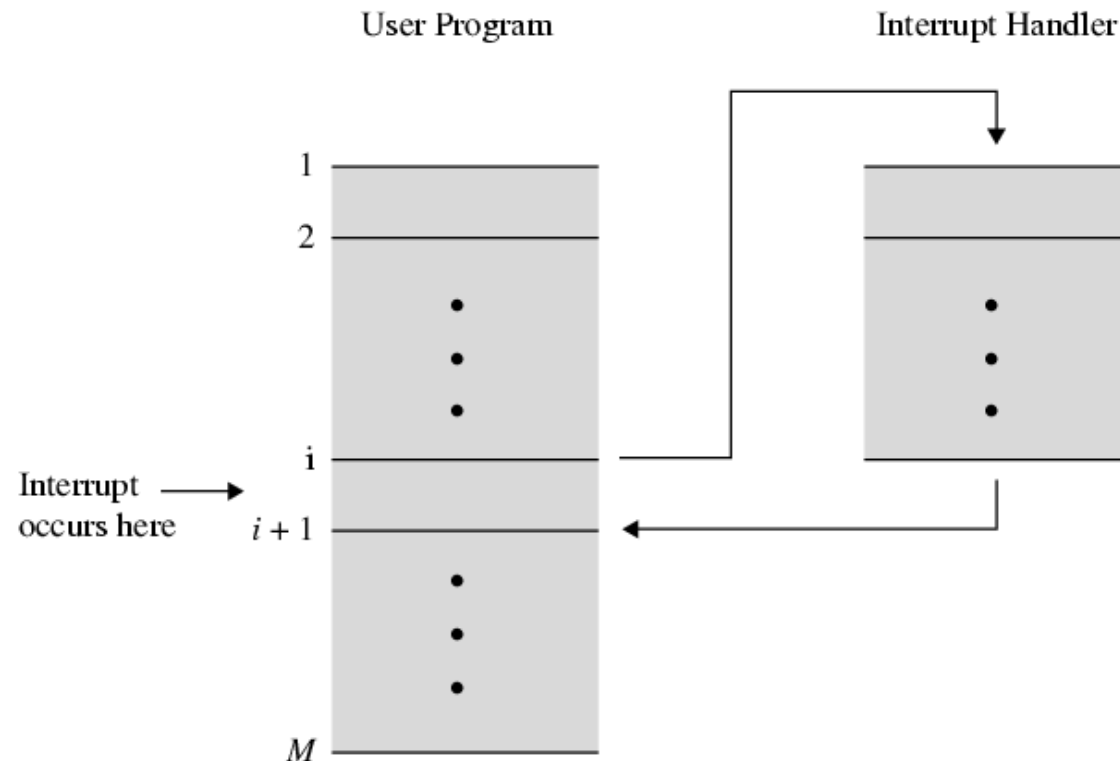 User Program
Interrupt Handler
1
2
i
Interrupt
occurs here
i + 1
M